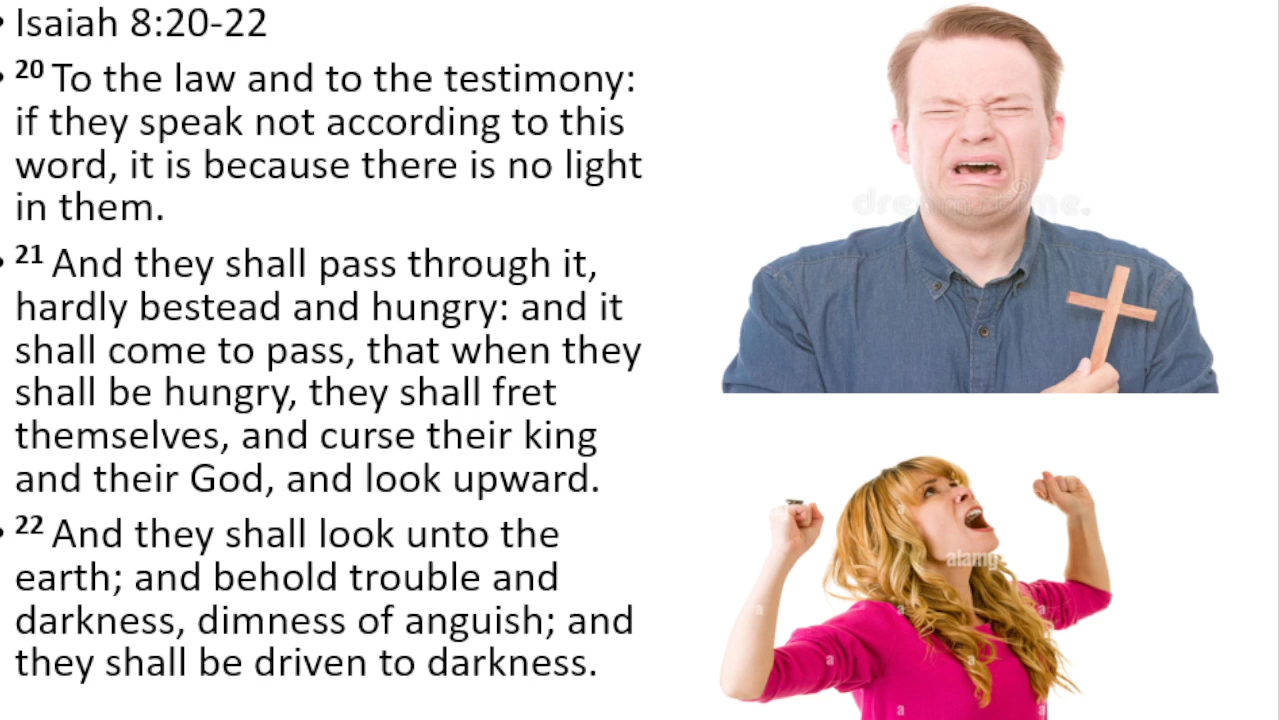 • Isaiah 8:20-22
• 20 To the law and to the testimony:
if they speak not according to this
word, it is because there is no light
in them.
• 21 And they shall pass through it,
hardly bestead and hungry: and it
shall come to pass, that when they
shall be hungry, they shall fret
themselves, and curse their king
and their God, and look upward.
• 22 And they shall look unto the
earth; and behold trouble and
darkness, dimness of anguish; and
they shall be driven to darkness.
dreamstime.
alamy
a
a
a
a
a
a